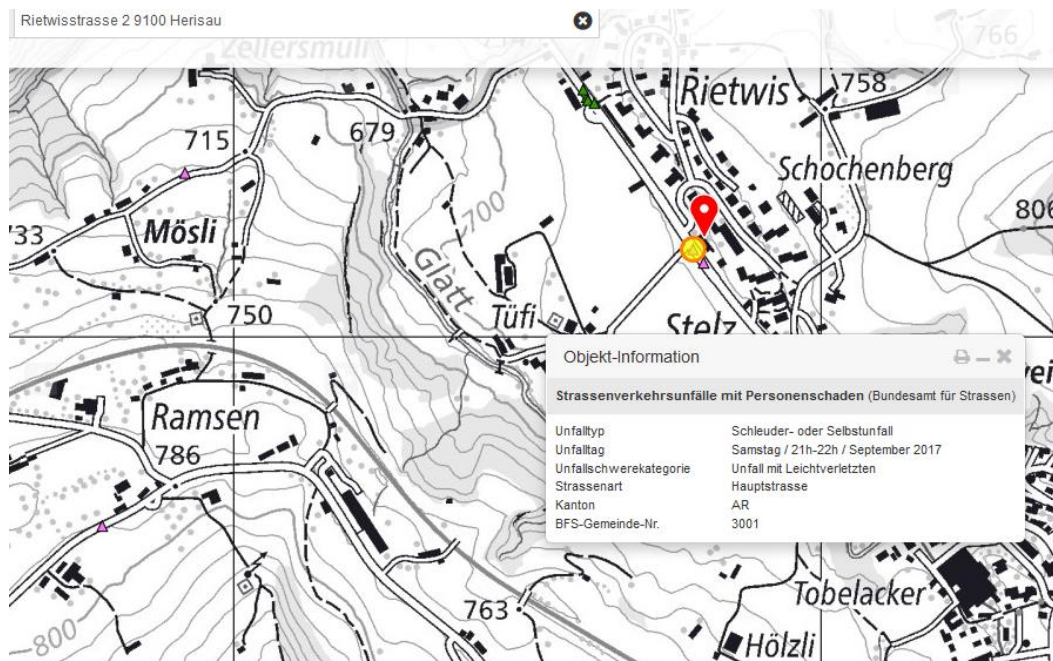 Rietwisstrasse 2 9100 Herisau
Zellersmüli
766
Rietwis
758
715
679
Schochenberg
700
806
733
Mösli
Glatt
750
Tüfi
Stelz
Objekt-Information
Strassenverkehrsunfälle mit Personenschaden (Bundesamt für Strassen)
Unfalltyp Schleuder- oder Selbstunfall
Unfalltag Samstag / 21h-22h / September 2017
Unfallschwerekategorie Unfall mit Leichtverletzten
Strassenart Hauptstrasse
Kanton AR
BFS-Gemeinde-Nr. 3001
Ramsen
786
763
Tobelacker
800
Hölzli